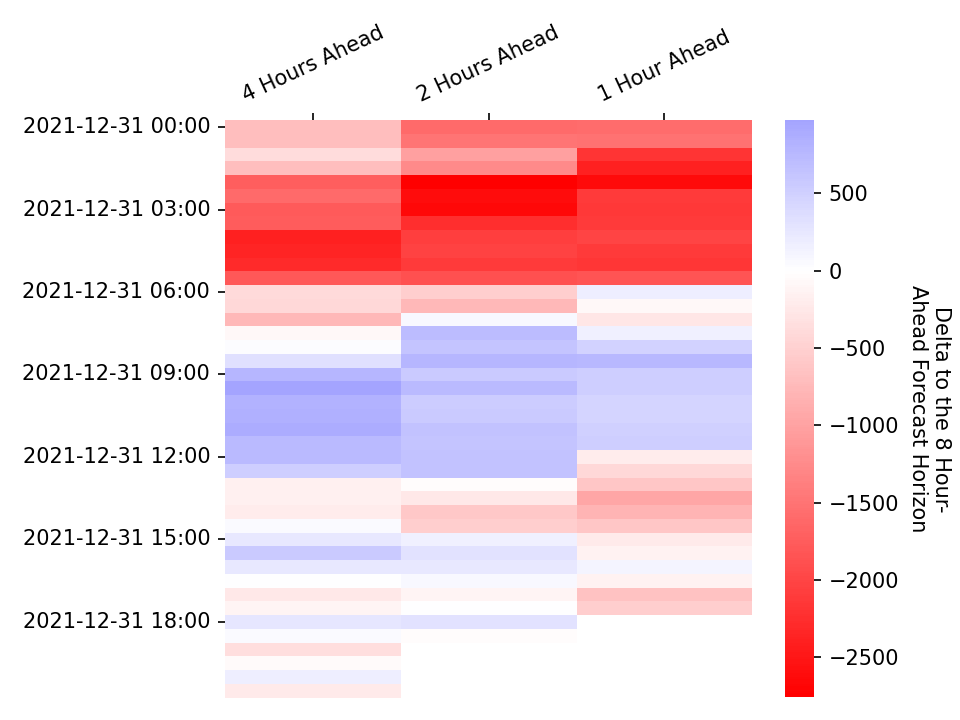 4 Hours Ahead
2 Hours Ahead
1 Hour Ahead
2021-12-31 00:00
2021-12-31 03:00
2021-12-31 06:00
2021-12-31 09:00
2021-12-31 12:00
2021-12-31 15:00
2021-12-31 18:00
500
0
−500
−1000
−1500
−2000
−2500
Delta to the 8 Hour-
Ahead Forecast Horizon